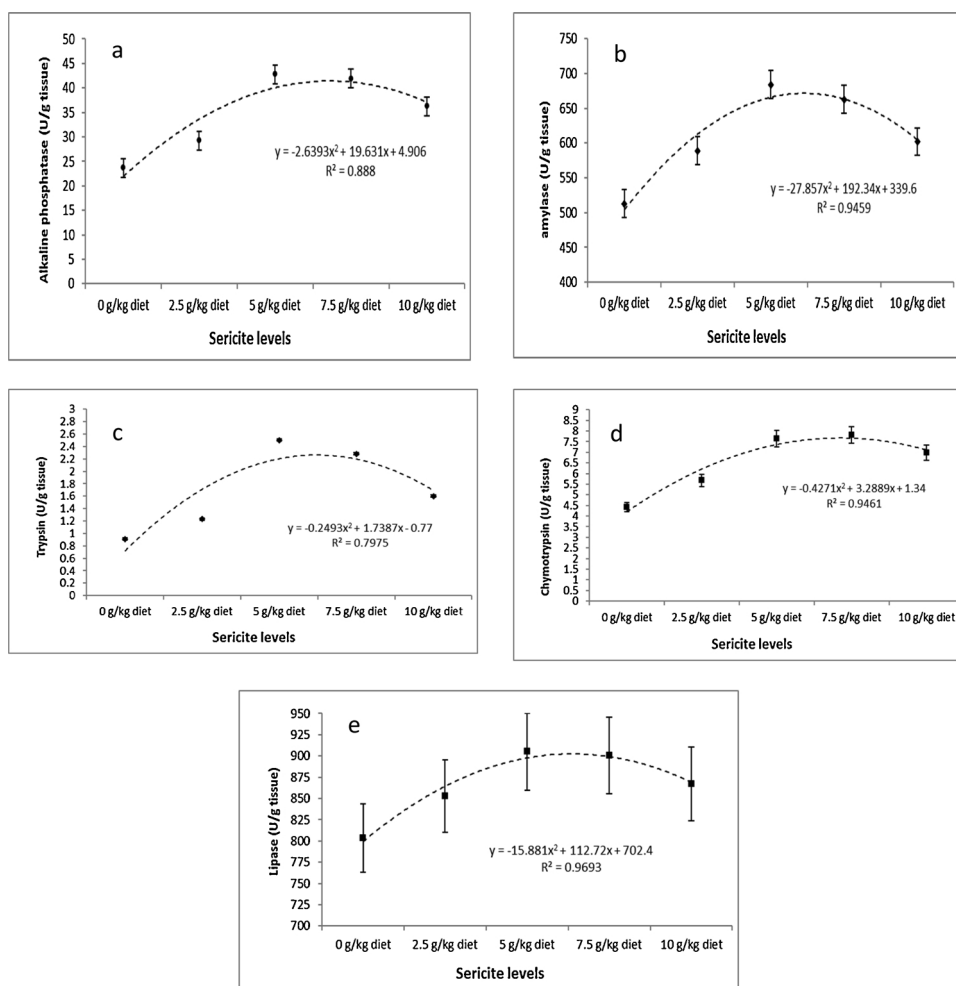 a
Alkaline phosphatase (U/g tissue)
50
45
40
35
30
25
20
15
10
5
0
y = -2.6393x² + 19.631x + 4.906
R² = 0.888
0 g/kg diet 2.5 g/kg diet 5 g/kg diet 7.5 g/kg diet 10 g/kg diet
Sericite levels
b
amylase (U/g tissue)
750
700
650
600
550
500
450
400
y = -27.857x² + 192.34x + 339.6
R² = 0.9459
0 g/kg diet 2.5 g/kg diet 5 g/kg diet 7.5 g/kg diet 10 g/kg diet
Sericite levels
c
Trypsin (U/g tissue)
3
2.8
2.6
2.4
2.2
2
1.8
1.6
1.4
1.2
1
0.8
0.6
0.4
0.2
0
y = -0.2493x² + 1.7387x - 0.77
R² = 0.7975
0 g/kg diet 2.5 g/kg diet 5 g/kg diet 7.5 g/kg diet 10 g/kg diet
Sericite levels
d
Chymotrypsin (U/g tissue)
9
8.5
8
7.5
7
6.5
6
5.5
5
4.5
4
3.5
3
2.5
2
1.5
1
0.5
0
y = -0.4271x² + 3.2889x + 1.34
R² = 0.9461
0 g/kg diet 2.5 g/kg diet 5 g/kg diet 7.5 g/kg diet 10 g/kg diet
Sericite levels
e
Lipase (U/g tissue)
950
925
900
875
850
825
800
775
750
725
700
y = -15.881x² + 112.72x + 702.4
R² = 0.9693
0 g/kg diet 2.5 g/kg diet 5 g/kg diet 7.5 g/kg diet 10 g/kg diet
Sericite levels